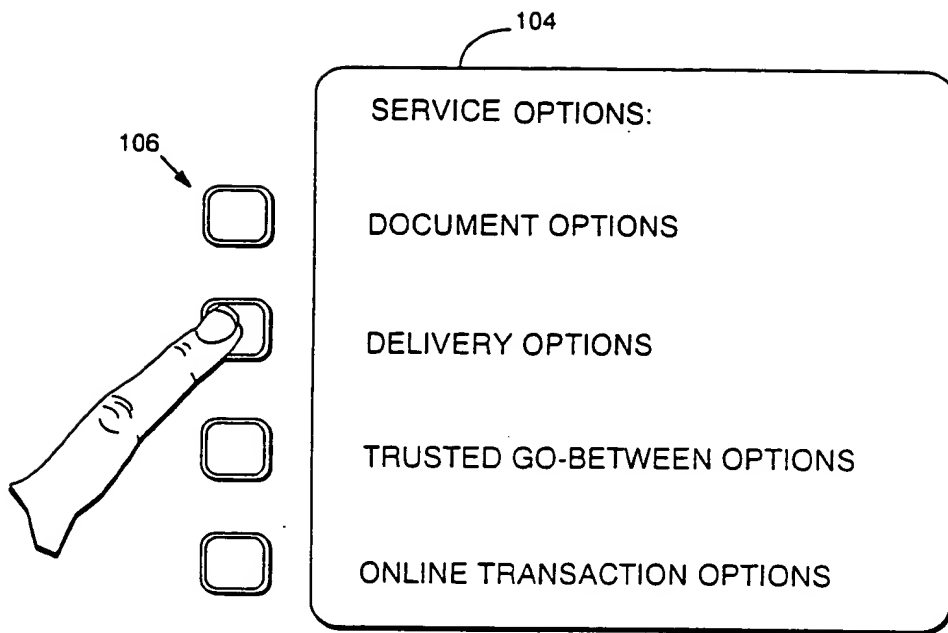 104
SERVICE OPTIONS:
106
DOCUMENT OPTIONS
DELIVERY OPTIONS
TRUSTED GO-BETWEEN OPTIONS
ONLINE TRANSACTION OPTIONS